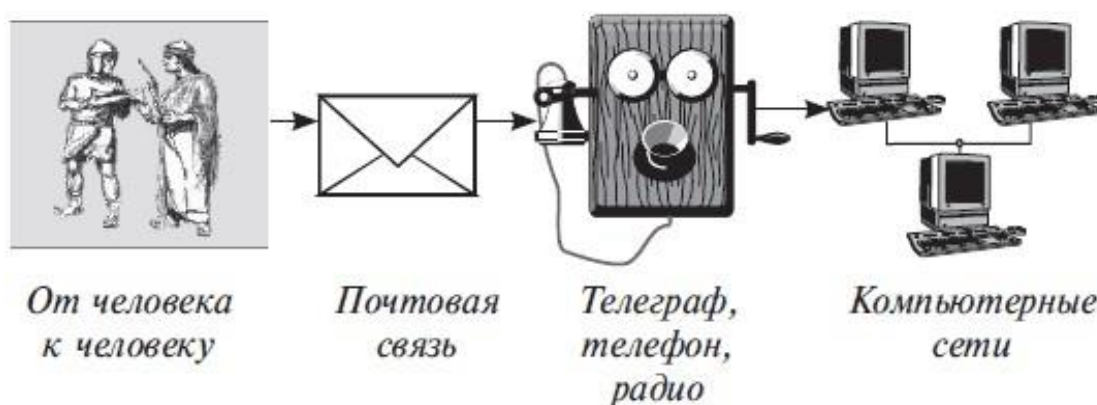 От человека
к человеку
Почтовая
связь
Телеграф,
телефон,
радио
Компьютерные
сети